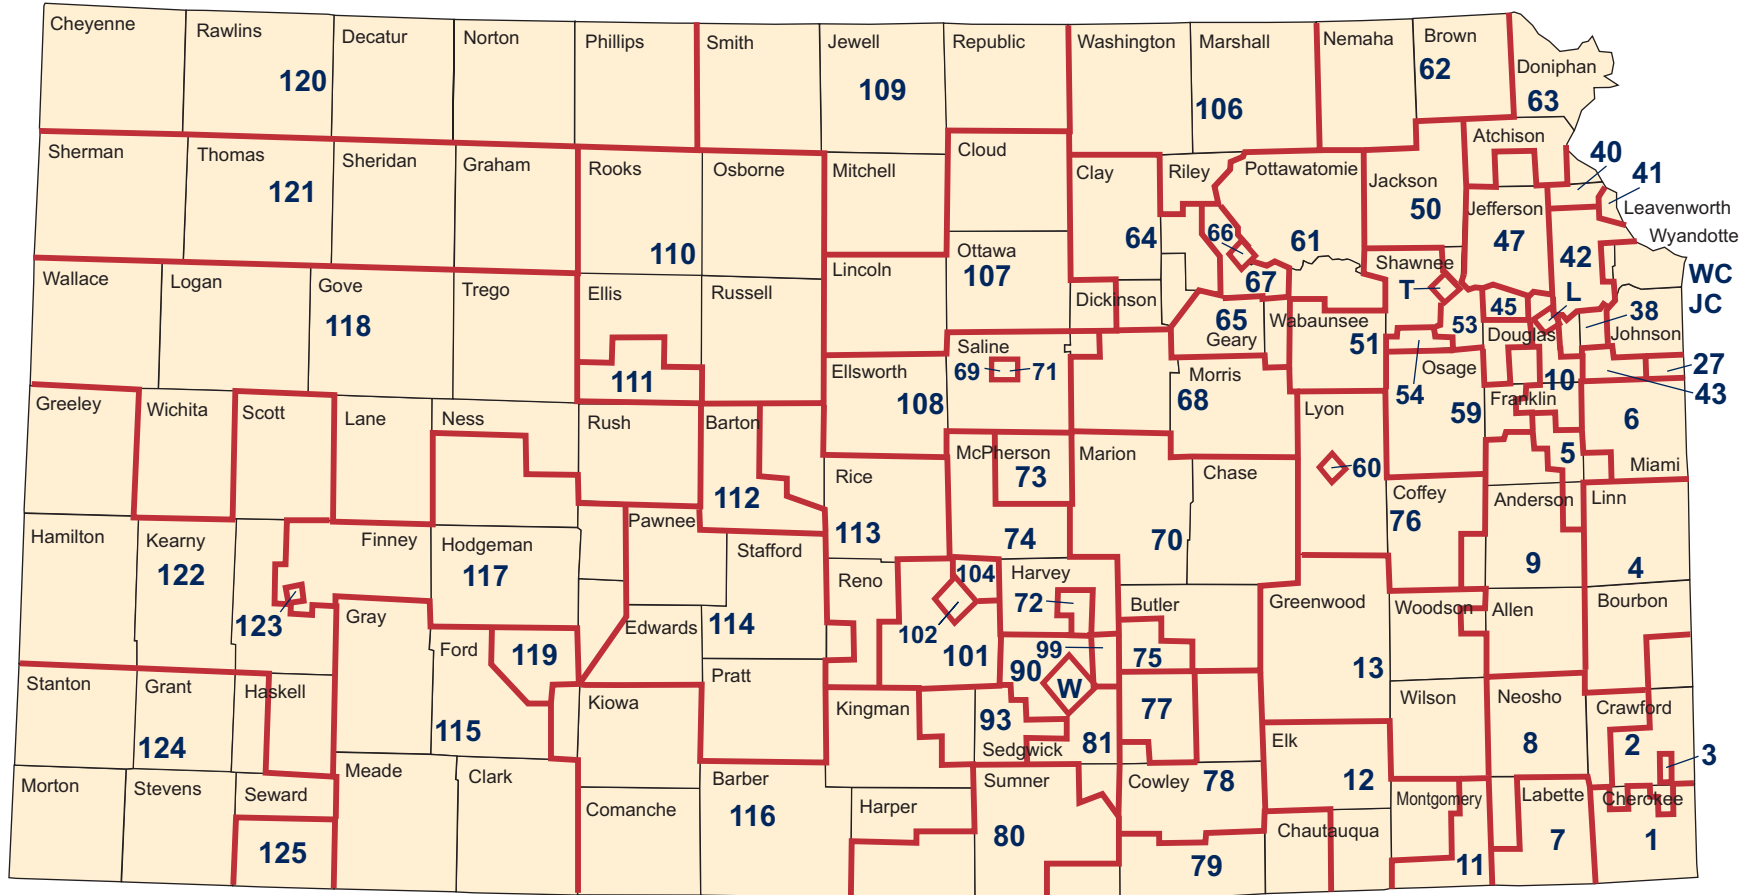 Cheyenne
Rawlins
Decatur
Norton
Phillips
Smith
Jewell
Republic
Washington
Marshall
Nemaha
Brown
Doniphan
120
109
106
62
63
Sherman
Thomas
Sheridan
Graham
Rooks
Osborne
Mitchell
Cloud
Clay
Riley
Pottawatomie
Jackson
Atchison
40
41
121
110
64
66
61
50
Jefferson
47
Leavenworth
Wyandotte
Wallace
Logan
Gove
Trego
Ellis
Russell
Lincoln
Ottawa
107
Dickinson
67
Shawnee
T
42
L
WC
JC
118
65
Geary
Wabaunsee
51
53
45
Douglas
38
Johnson
111
Ellsworth
108
Saline
69
71
Morris
68
54
Osage
59
10
Franklin
27
43
6
Greeley
Wichita
Scott
Lane
Ness
Rush
Barton
112
Rice
113
McPherson
73
74
Marion
70
Chase
Lyon
60
5
Miami
Coffey
76
Anderson
9
Linn
4
Hamilton
Kearny
122
Finney
Hodgeman
117
Pawnee
Stafford
Reno
104
Harvey
72
Butler
Greenwood
Woodson
Allen
Bourbon
123
Gray
Ford
119
Edwards
114
102
101
90
99
W
75
13
Stanton
Grant
Haskell
124
115
Kiowa
Pratt
Kingman
93
Sedgwick
81
77
Elk
12
Wilson
Neosho
8
Crawford
2
3
Morton
Stevens
Seward
125
Meade
Clark
Comanche
Barber
116
Harper
Sumner
80
Cowley
78
79
Chautauqua
Montgomery
11
Labette
7
Cherokee
1